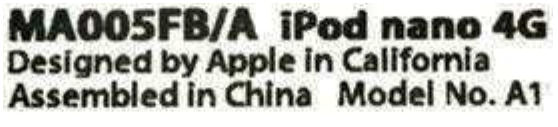 MA005FB/A iPod nano 4G
Designed by Apple in California
Assembled in China Model No. A1